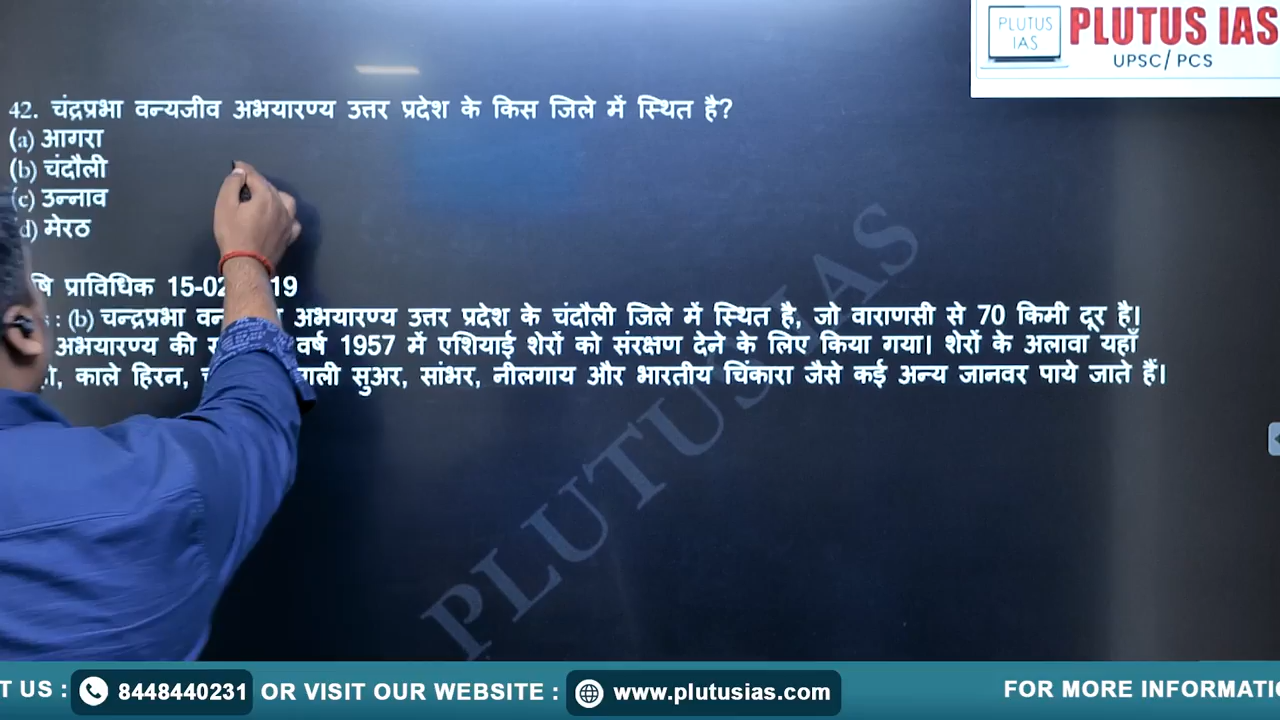 PLUTUS IAS
PLUTUS IAS
UPSC/ PCS
42. चंद्रप्रभा वन्यजीव अभयारण्य उत्तर प्रदेश के किस जिले में स्थित है?
(a) आगरा
(b) चंदौली
(c) उन्नाव
d) मेरठ
प्राविधिक 15-02 19
: (b) चन्द्रप्रभा अभयारण्य उत्तर प्रदेश के चंदौली जिले में स्थित है, जो वाराणसी से 70 किमी दूर है।
अभयारण्य की वर्ष 1957 में एशियाई शेरों को संरक्षण देने के लिए किया गया। शेरों के अलावा यहाँ
काले हिरन, सुअर, सांभर, नीलगाय और भारतीय चिंकारा जैसे कई अन्य जानवर पाये जाते हैं।
PLUTUS IAS
T US : 8448440231 OR VISIT OUR WEBSITE : www.plutusias.com FOR MORE INFORMATI